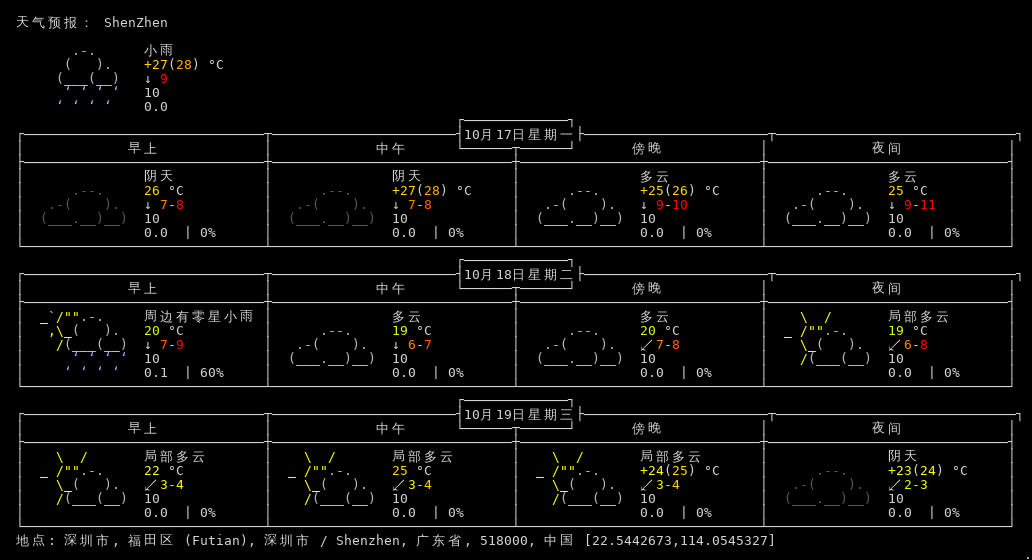 天气预报： ShenZhen
小雨
+27(28) °C
↓ 9
10
0.0
10月17日星期一
早上 中午 傍晚 夜间
阴天 阴天 多云 多云
26 °C +27(28) °C +25(26) °C 25 °C
↓ 7-8 ↓ 7-8 ↓ 9-10 ↓ 9-11
10 10 10 10
0.0 | 0% 0.0 | 0% 0.0 | 0% 0.0 | 0%
10月18日星期二
早上 中午 傍晚 夜间
周边有零星小雨 多云 多云 局部多云
20 °C 19 °C 20 °C 19 °C
↓ 7-9 ↓ 6-7 ↙ 7-8 ↙ 6-8
10 10 10 10
0.1 | 60% 0.0 | 0% 0.0 | 0% 0.0 | 0%
10月19日星期三
早上 中午 傍晚 夜间
局部多云 局部多云 局部多云 阴天
22 °C 25 °C +24(25) °C +23(24) °C
↙ 3-4 ↙ 3-4 ↙ 3-4 ↙ 2-3
10 10 10 10
0.0 | 0% 0.0 | 0% 0.0 | 0% 0.0 | 0%
地点: 深圳市, 福田区 (Futian), 深圳市 / Shenzhen, 广东省, 518000, 中国 [22.5442673,114.0545327]